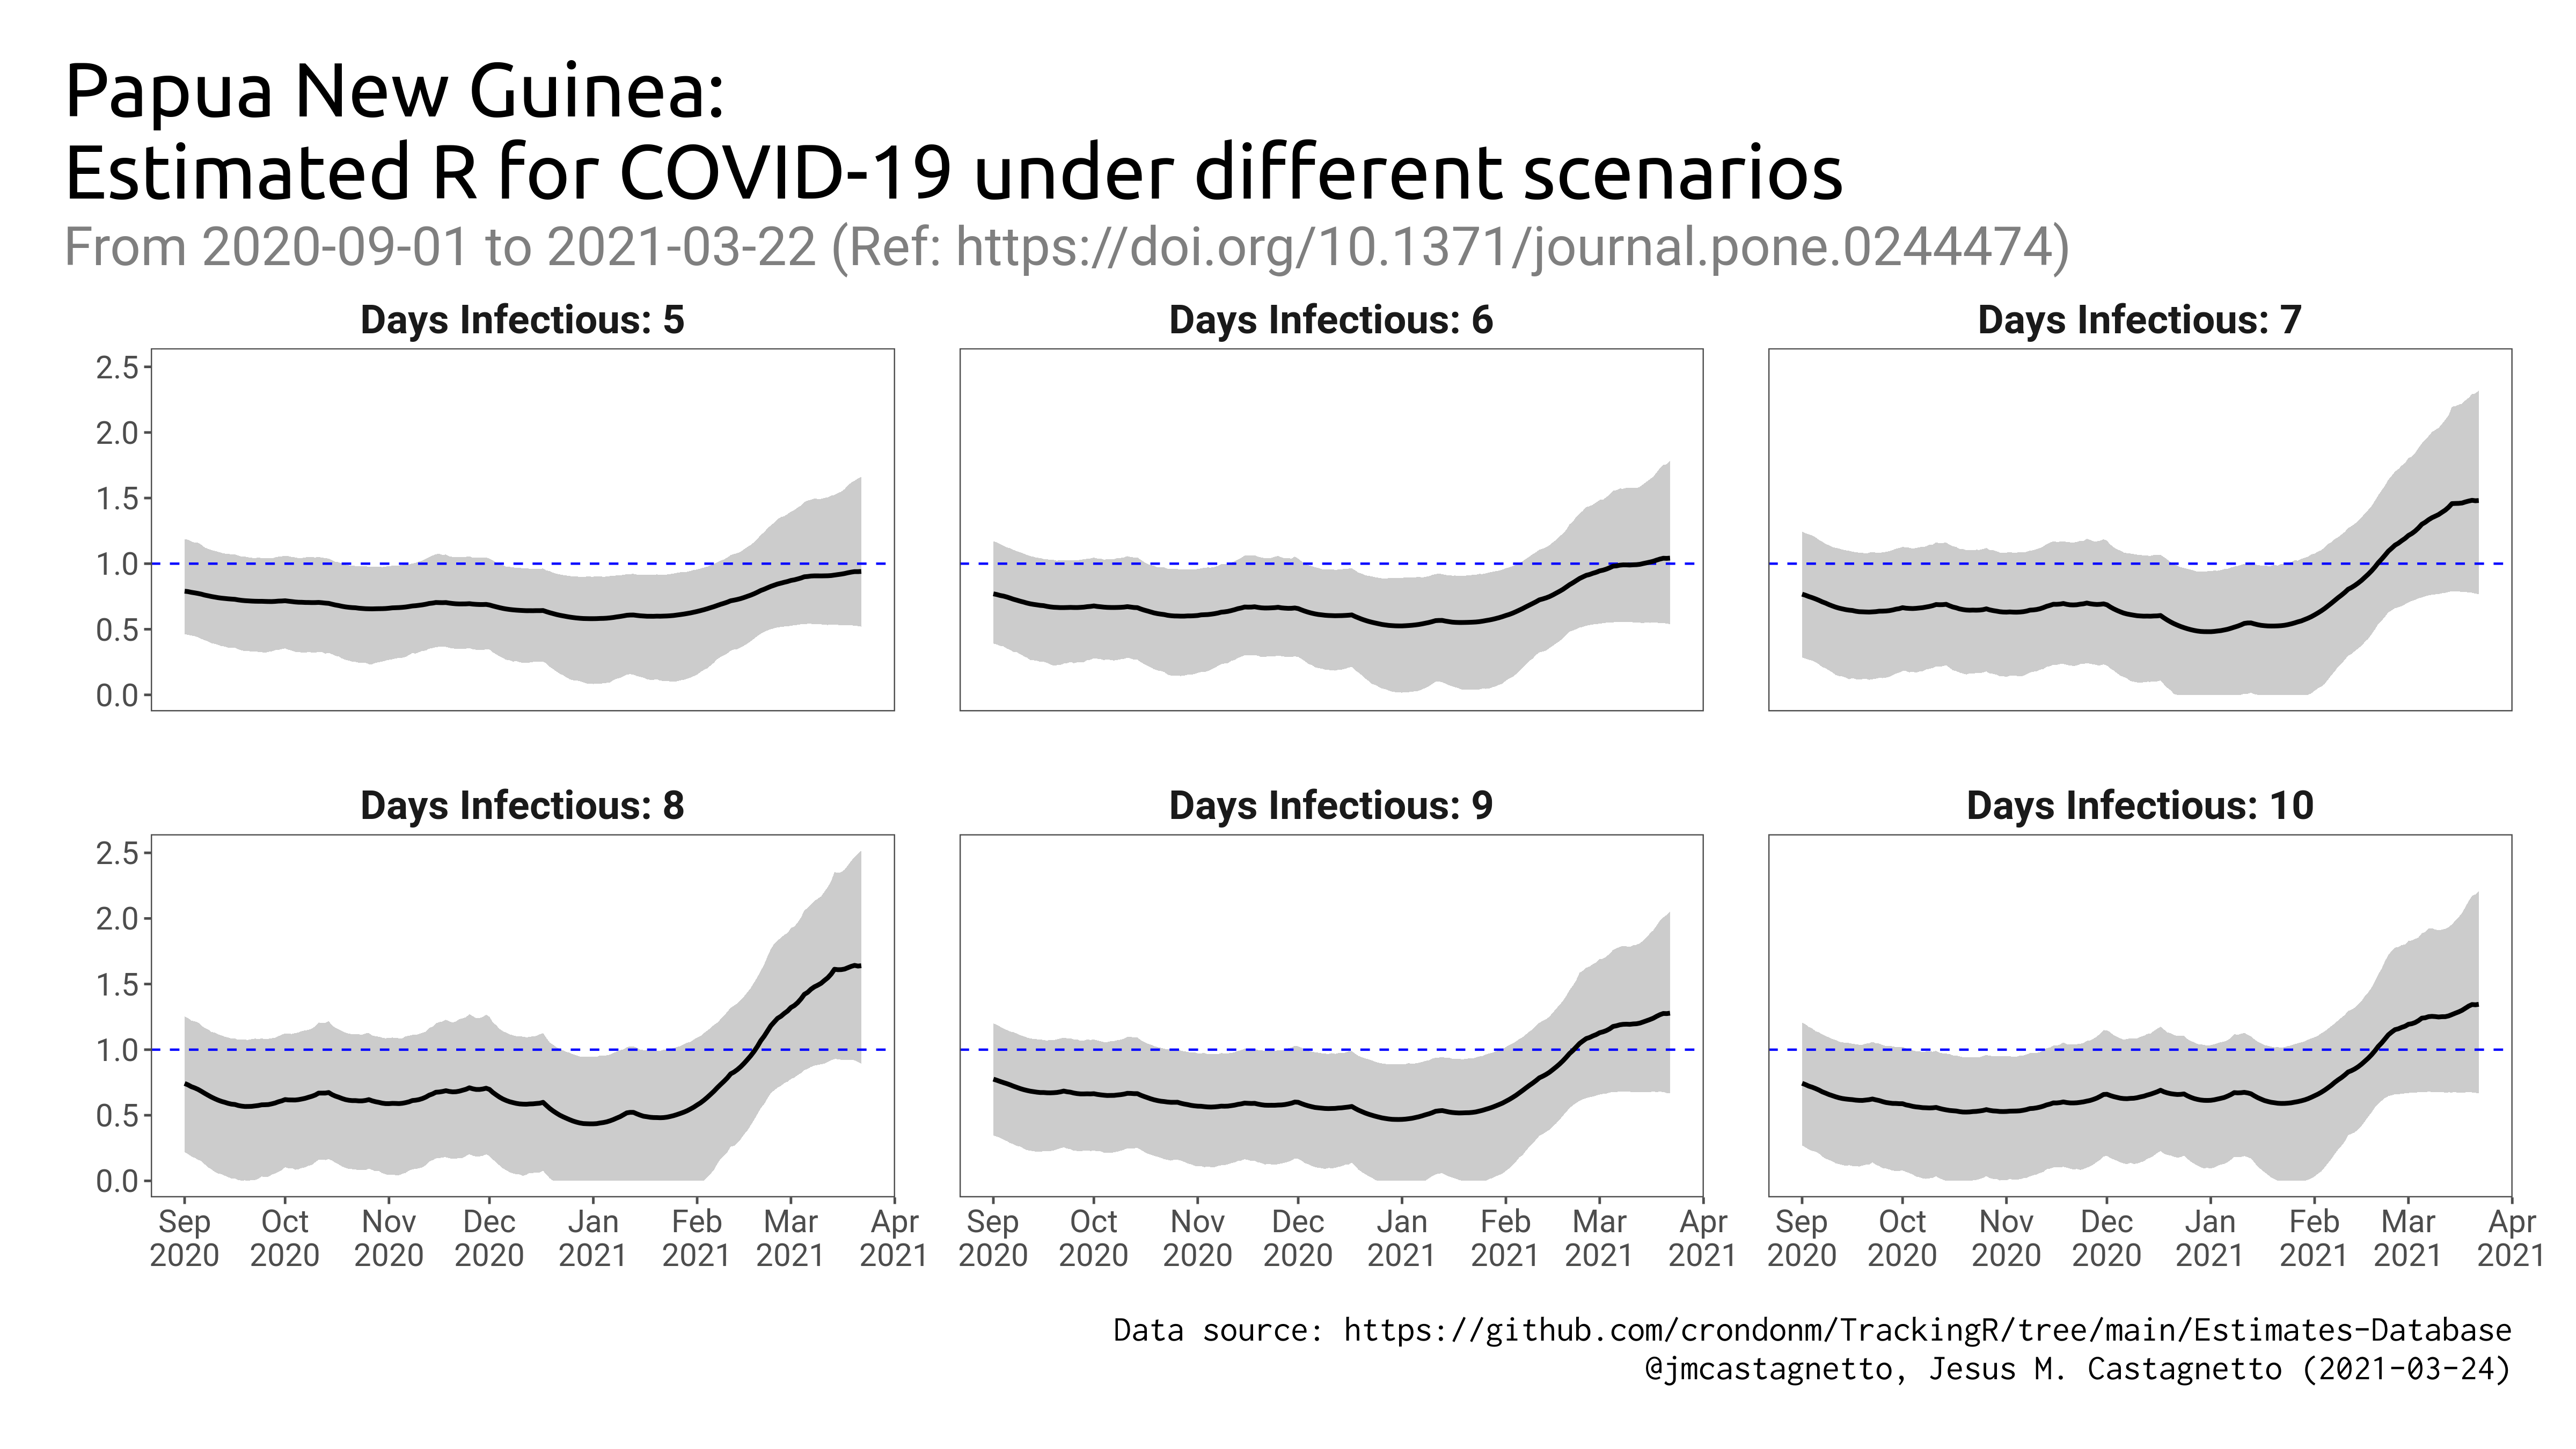 Papua New Guinea:
Estimated R for COVID-19 under different scenarios
From 2020-09-01 to 2021-03-22 (Ref: https://doi.org/10.1371/journal.pone.0244474)
Days Infectious: 5
Days Infectious: 6
Days Infectious: 7
2.5
2.0
1.5
1.0
0.5
0.0
Days Infectious: 8
Days Infectious: 9
Days Infectious: 10
2.5
2.0
1.5
1.0
0.5
0.0
Sep Oct Nov Dec Jan Feb Mar Apr
2020 2020 2020 2020 2021 2021 2021 2021
Sep Oct Nov Dec Jan Feb Mar Apr
2020 2020 2020 2020 2021 2021 2021 2021
Sep Oct Nov Dec Jan Feb Mar Apr
2020 2020 2020 2020 2021 2021 2021 2021
Data source: https://github.com/crondonm/TrackingR/tree/main/Estimates-Database
@jmcastagnetto, Jesus M. Castagnetto (2021-03-24)